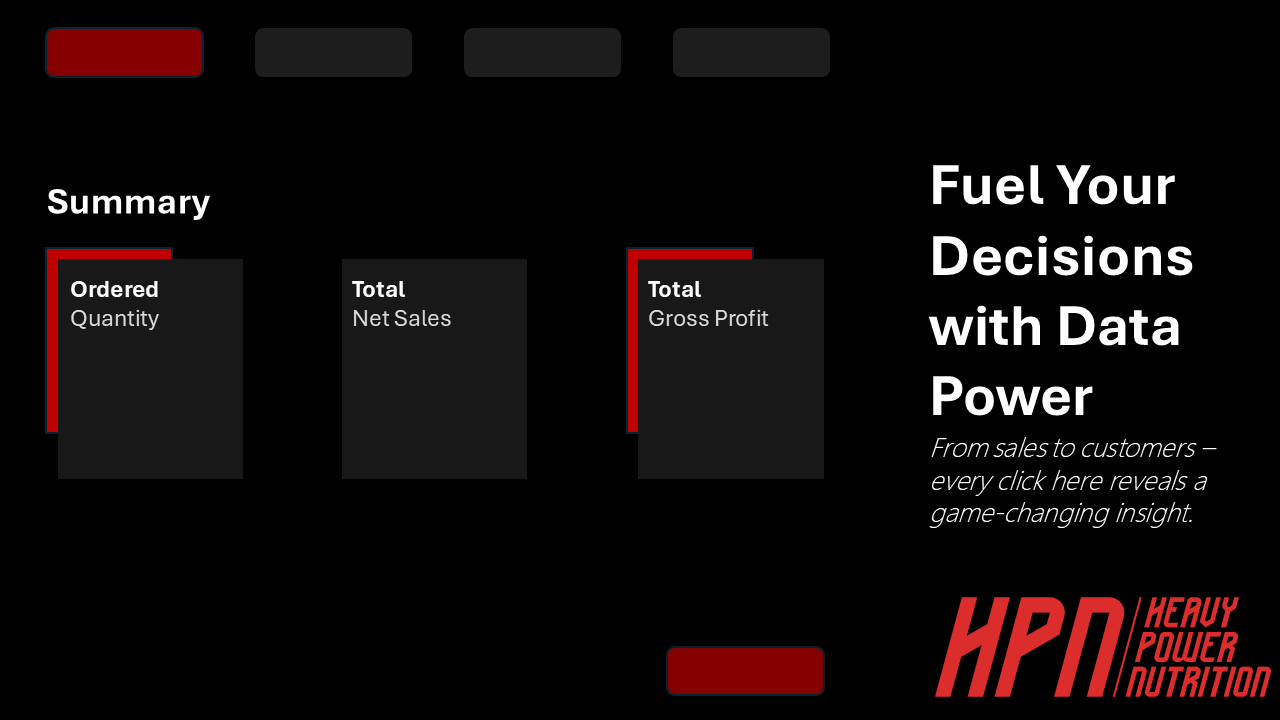 Summary
Ordered
Quantity
Total
Net Sales
Total
Gross Profit
Fuel Your
Decisions
with Data
Power
From sales to customers –
every click here reveals a
game-changing insight.
HPN
HEAVY
POWER
NUTRITION